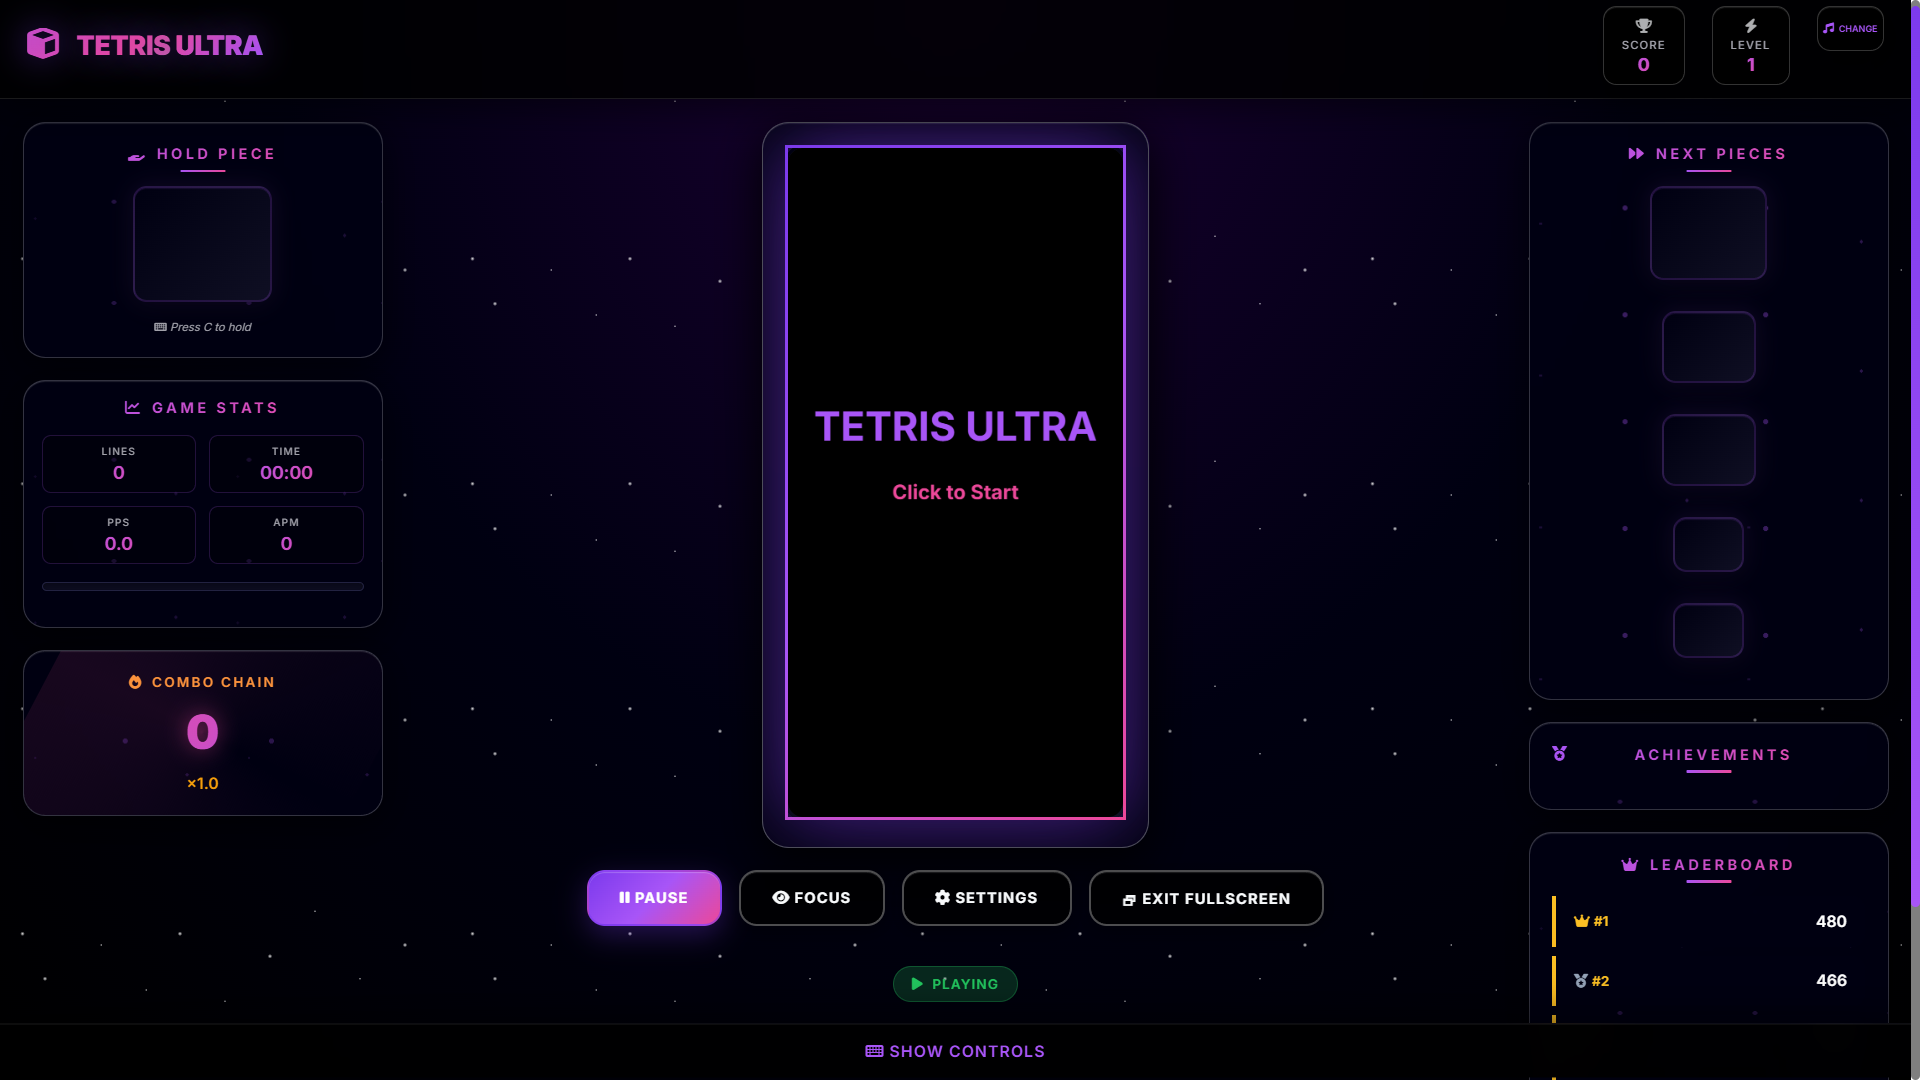 TETRIS ULTRA
SCORE
0
LEVEL
1
CHANGE
HOLD PIECE
Press C to hold
GAME STATS
LINES
0
TIME
00:00
PPS
0.0
APM
0
COMBO CHAIN
0
×1.0
TETRIS ULTRA
Click to Start
PAUSE
FOCUS
SETTINGS
EXIT FULLSCREEN
PLAYING
NEXT PIECES
ACHIEVEMENTS
LEADERBOARD
#1 480
#2 466
SHOW CONTROLS